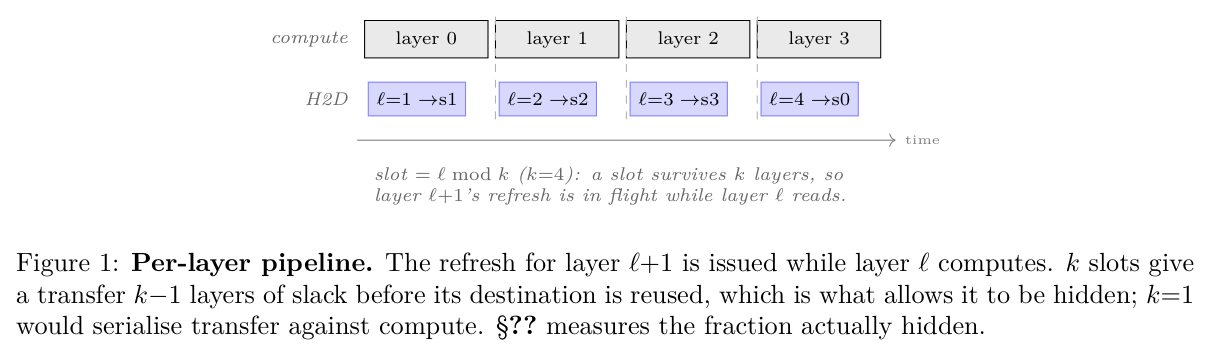 compute layer 0 layer 1 layer 2 layer 3
H2D ℓ=1 →s1 ℓ=2 →s2 ℓ=3 →s3 ℓ=4 →s0
time
slot = ℓ mod k (k=4): a slot survives k layers, so
layer ℓ+1's refresh is in flight while layer ℓ reads.
Figure 1: Per-layer pipeline. The refresh for layer ℓ+1 is issued while layer ℓ computes. k slots give
a transfer k−1 layers of slack before its destination is reused, which is what allows it to be hidden; k=1
would serialise transfer against compute. §?? measures the fraction actually hidden.